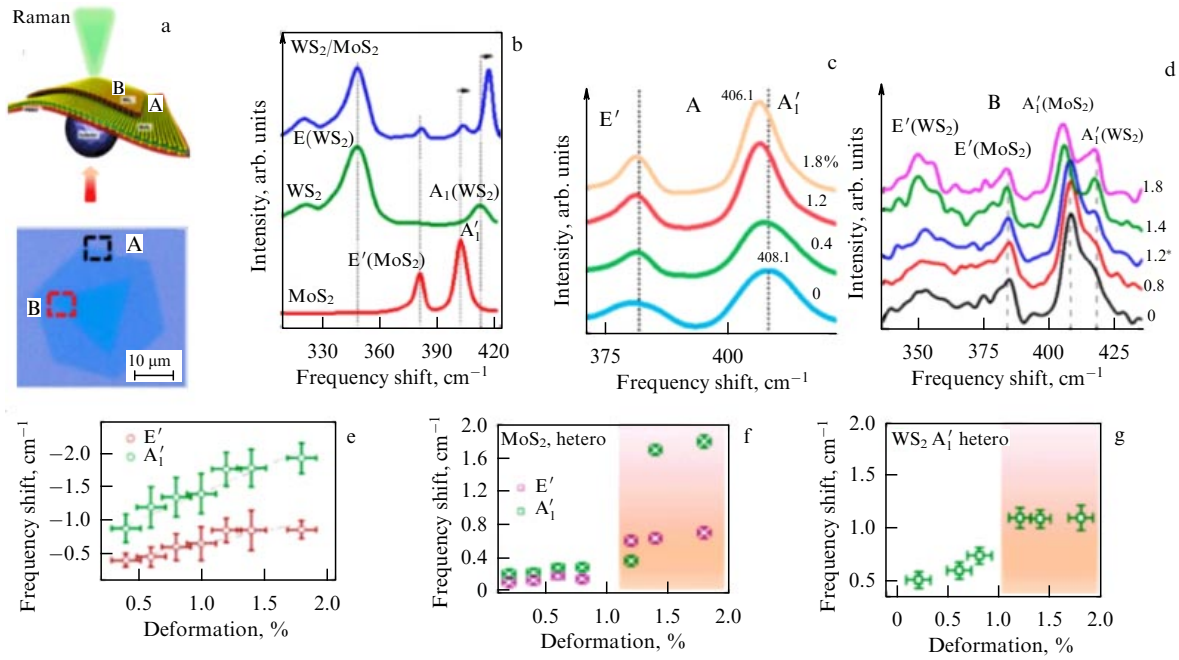 Raman
a
B
A
A
B
10 μm
b
WS₂/MoS₂
E(WS₂)
WS₂
A₁(WS₂)
A′₁
E′(MoS₂)
MoS₂
Intensity, arb. units
330
360
390
420
Frequency shift, cm⁻¹
c
406.1
A′₁
A
E′
1.8%
1.2
0.4
408.1
0
Intensity, arb. units
375
400
Frequency shift, cm⁻¹
d
B
A′₁(MoS₂)
E′(WS₂)
A′₁(WS₂)
E′(MoS₂)
1.8
1.4
1.2*
0.8
0
Intensity, arb. units
350
375
400
425
Frequency shift, cm⁻¹
e
E′
A′₁
−2.0
−1.5
−1.0
−0.5
Frequency shift, cm⁻¹
0.5
1.0
1.5
2.0
Deformation, %
f
MoS₂, hetero
E′
A′₁
2.0
1.6
1.2
0.8
0.4
0
Frequency shift, cm⁻¹
0.5
1.0
1.5
2.0
Deformation, %
g
WS₂ A′₁ hetero
2.0
1.5
1.0
0.5
Frequency shift, cm⁻¹
0
0.5
1.0
1.5
2.0
Deformation, %